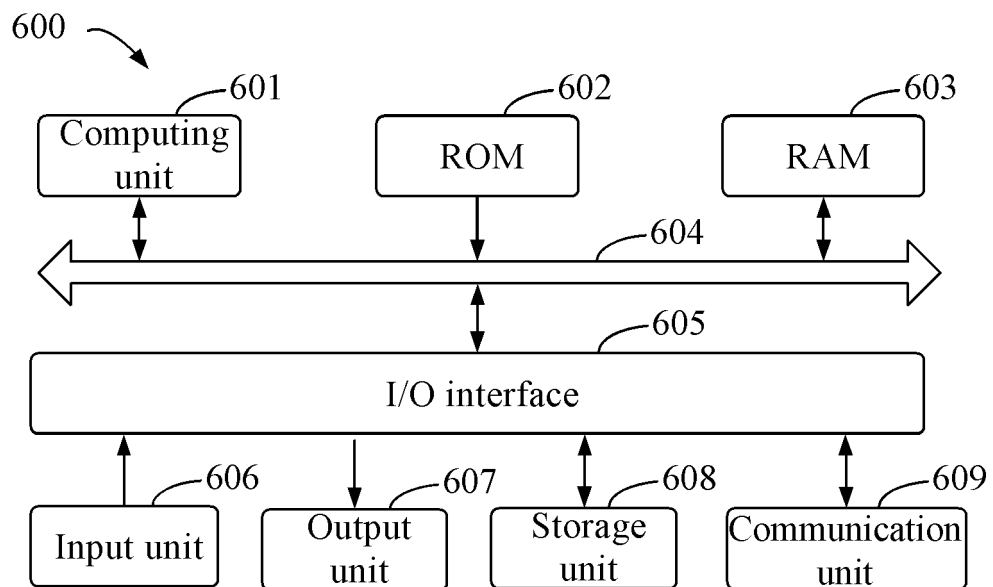 600
601
602
603
Computing
unit
ROM
RAM
604
605
I/O interface
606
607
608
609
Input unit
Output
unit
Storage
unit
Communication
unit